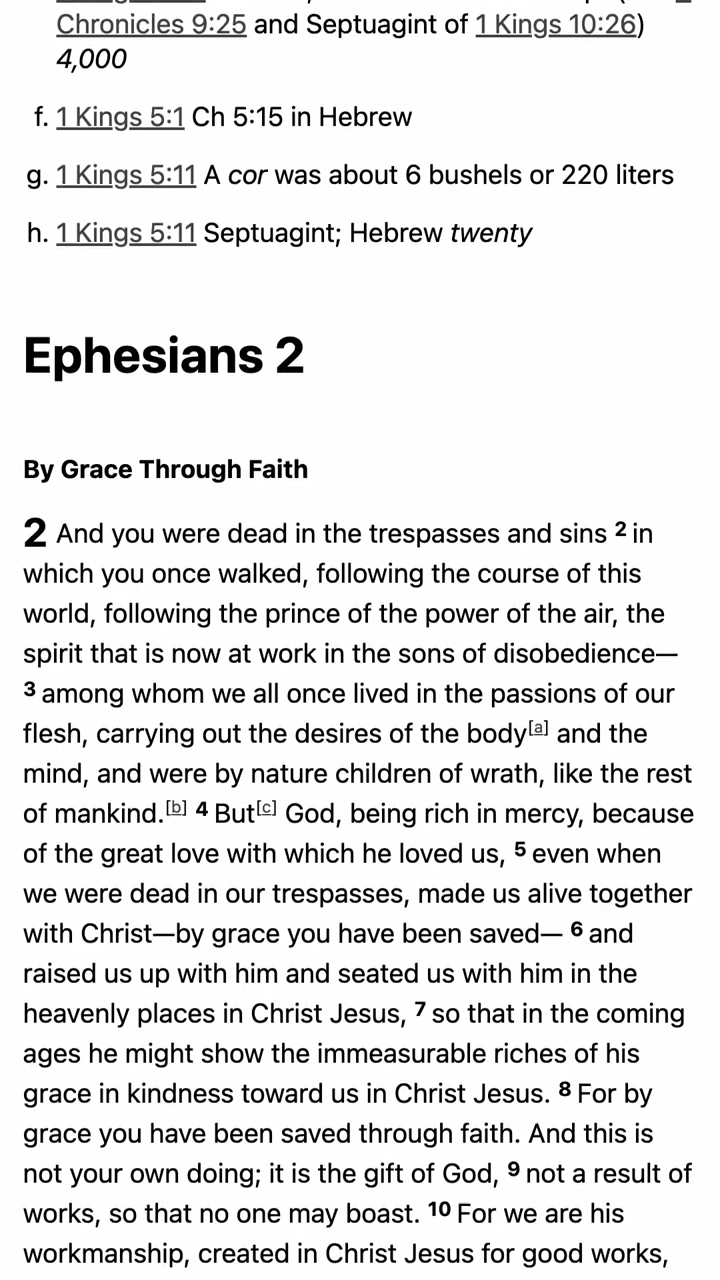 Chronicles 9:25 and Septuagint of 1 Kings 10:26)
4,000
f. 1 Kings 5:1 Ch 5:15 in Hebrew
g. 1 Kings 5:11 A cor was about 6 bushels or 220 liters
h. 1 Kings 5:11 Septuagint; Hebrew twenty
Ephesians 2
By Grace Through Faith
2 And you were dead in the trespasses and sins 2 in
which you once walked, following the course of this
world, following the prince of the power of the air, the
spirit that is now at work in the sons of disobedience—
3 among whom we all once lived in the passions of our
flesh, carrying out the desires of the body[a] and the
mind, and were by nature children of wrath, like the rest
of mankind.[b] 4 But[c] God, being rich in mercy, because
of the great love with which he loved us, 5 even when
we were dead in our trespasses, made us alive together
with Christ—by grace you have been saved— 6 and
raised us up with him and seated us with him in the
heavenly places in Christ Jesus, 7 so that in the coming
ages he might show the immeasurable riches of his
grace in kindness toward us in Christ Jesus. 8 For by
grace you have been saved through faith. And this is
not your own doing; it is the gift of God, 9 not a result of
works, so that no one may boast. 10 For we are his
workmanship, created in Christ Jesus for good works,